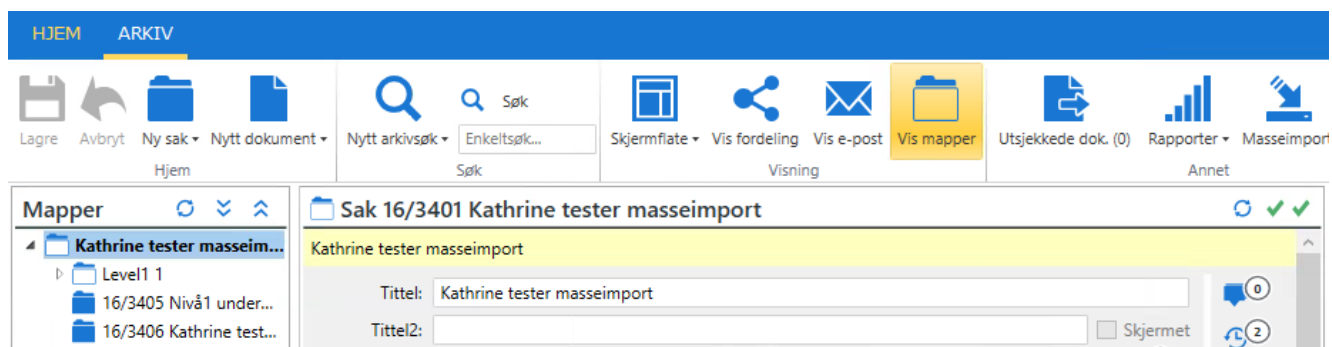 HJEM ARKIV
Lagre Avbryt Ny sak Nytt dokument Nytt arkivsøk Søk Enkeltsøk... Skjermflate Vis fordeling Vis e-post Vis mapper Utsjekkede dok. (0) Rapporter Masseimport
Hjem Søk Visning Annet
Mapper
Kathrine tester masseim...
Level1 1
16/3405 Nivå1 under...
16/3406 Kathrine test...
Sak 16/3401 Kathrine tester masseimport
Kathrine tester masseimport
Tittel: Kathrine tester masseimport 0
Tittel2: Skjermet 2